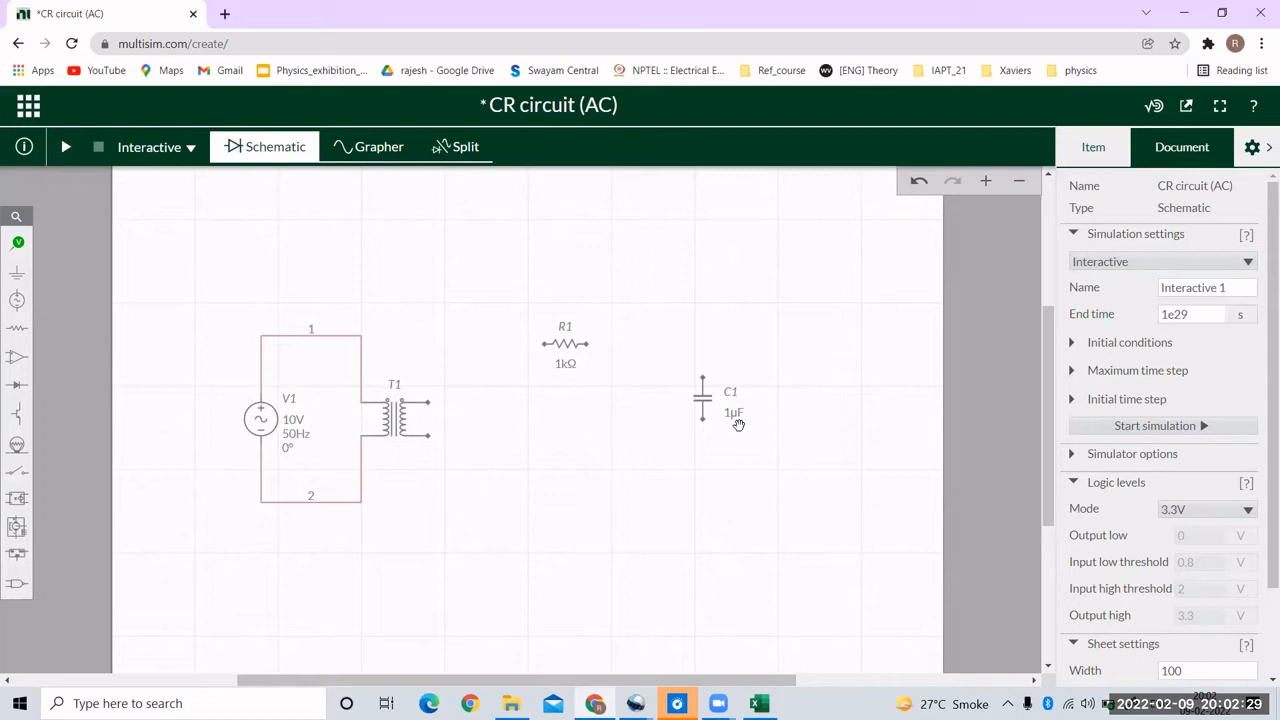 *CR circuit (AC)
multisim.com/create/
R
Apps
YouTube
Maps
Gmail
Physics_exhibition_...
rajesh - Google Drive
Swayam Central
NPTEL :: Electrical E...
Ref_course
[ENG] Theory
IAPT_21
Xaviers
physics
Reading list
*CR circuit (AC)
?
Interactive
Schematic
Grapher
Split
Item
Document
Name
CR circuit (AC)
Type
Schematic
Simulation settings
[?]
Interactive
Name
Interactive 1
End time
1e29
s
Initial conditions
Maximum time step
Initial time step
Start simulation
Simulator options
Logic levels
[?]
Mode
3.3V
Output low
0
V
Input low threshold
0.8
V
Input high threshold
2
V
Output high
3.3
V
Sheet settings
[?]
Width
100
V
1
V1
10V
50Hz
0°
2
T1
R1
1kΩ
C1
1µF
Type here to search
27°C Smoke
20:02
2022-02-09 20:02:29